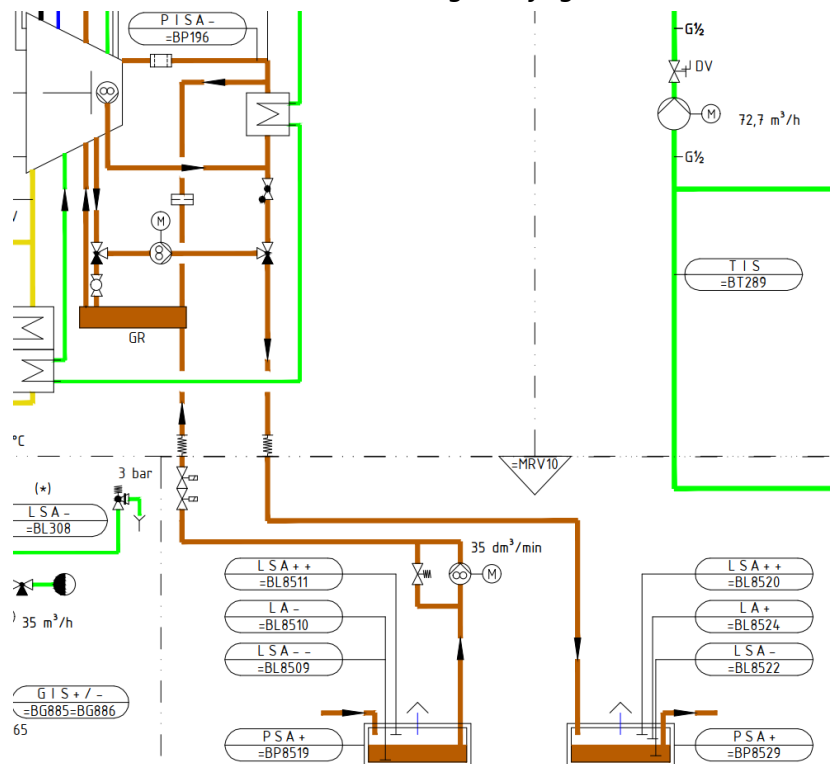 P I S A -
=BP196
G½
DV
M
72,7 m³/h
G½
M
T I S
=BT289
GR
°C
=MRV10
3 bar
(*)
L S A -
=BL308
35 dm³/min
M
L S A + +
=BL8511
L S A + +
=BL8520
L A -
=BL8510
L A +
=BL8524
) 35 m³/h
L S A - -
=BL8509
L S A -
=BL8522
G I S + / -
=BG885=BG886
65
P S A +
=BP8519
P S A +
=BP8529